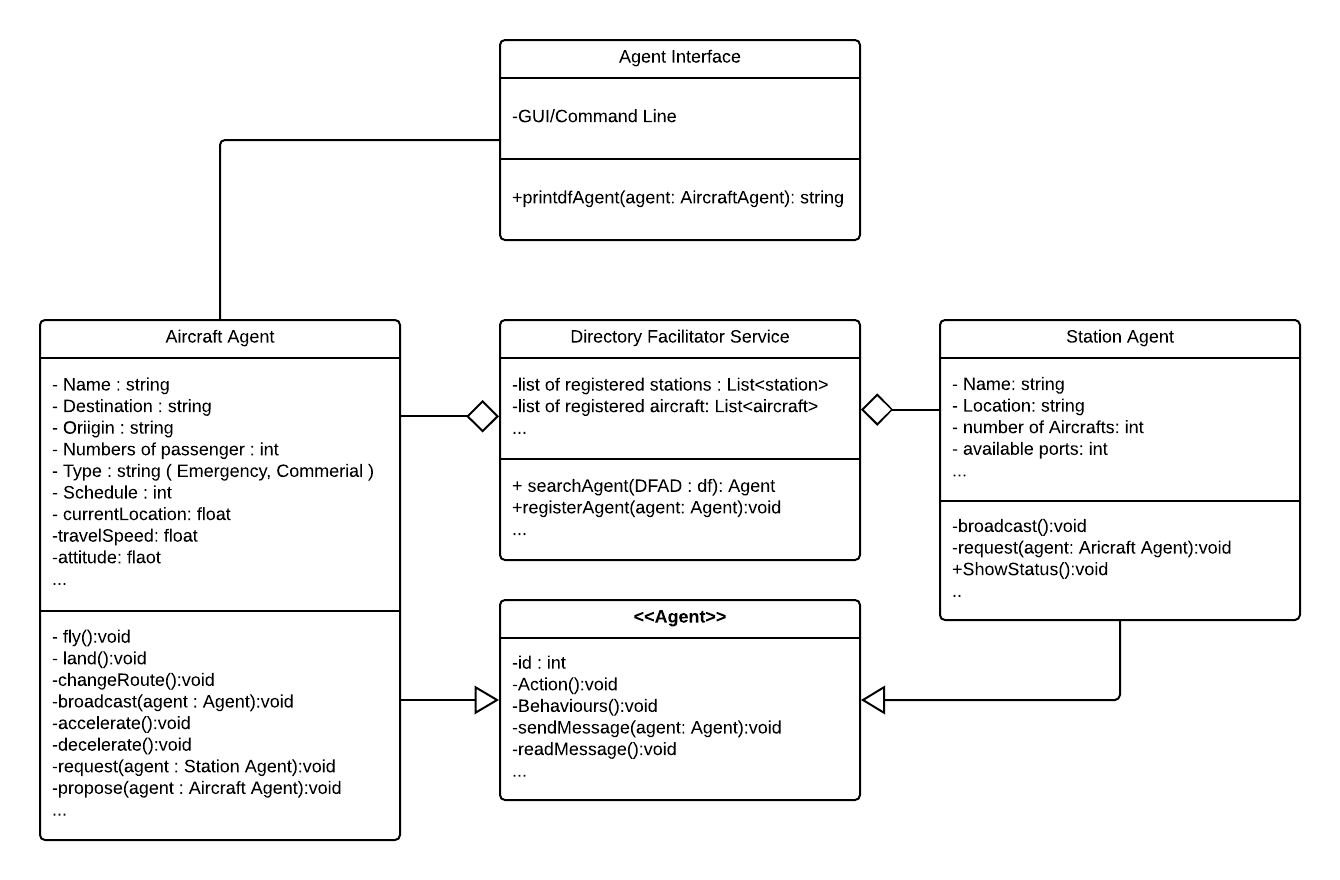 Agent Interface
-GUI/Command Line
+printdfAgent(agent: AircraftAgent): string
Aircraft Agent
- Name : string
- Destination : string
- Oriigin : string
- Numbers of passenger : int
- Type : string ( Emergency, Commerial )
- Schedule : int
- currentLocation: float
-travelSpeed: float
-attitude: flaot
...
- fly():void
- land():void
-changeRoute():void
-broadcast(agent : Agent):void
-accelerate():void
-decelerate():void
-request(agent : Station Agent):void
-propose(agent : Aircraft Agent):void
...
Directory Facilitator Service
-list of registered stations : List<station>
-list of registered aircraft: List<aircraft>
...
+ searchAgent(DFAD : df): Agent
+registerAgent(agent: Agent):void
...
<<Agent>>
-id : int
-Action():void
-Behaviours():void
-sendMessage(agent: Agent):void
-readMessage():void
...
Station Agent
- Name: string
- Location: string
- number of Aircrafts: int
- available ports: int
...
-broadcast():void
-request(agent: Aricraft Agent):void
+ShowStatus():void
..